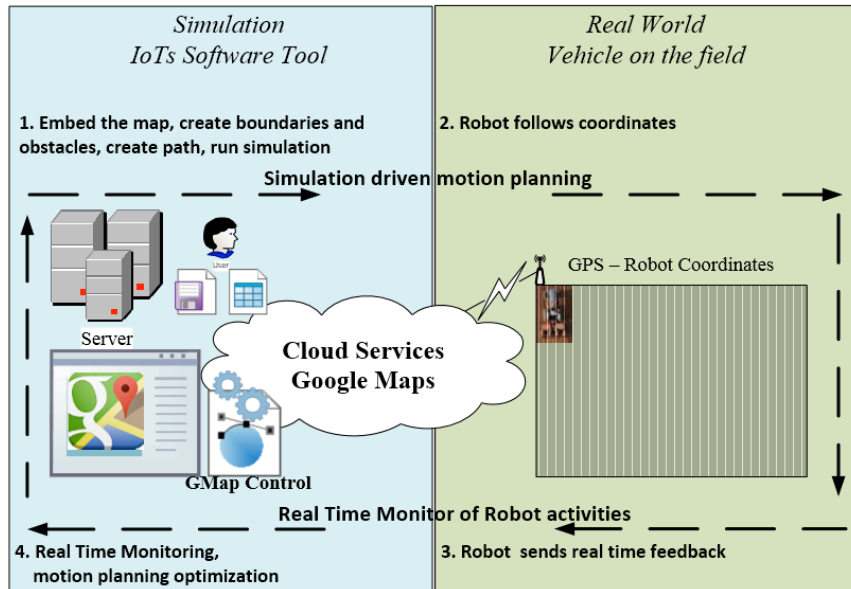 Simulation
IoTs Software Tool
Real World
Vehicle on the field
1. Embed the map, create boundaries and
obstacles, create path, run simulation
2. Robot follows coordinates
Simulation driven motion planning
User
Server
GPS – Robot Coordinates
Cloud Services
Google Maps
GMap Control
Real Time Monitor of Robot activities
4. Real Time Monitoring,
motion planning optimization
3. Robot sends real time feedback